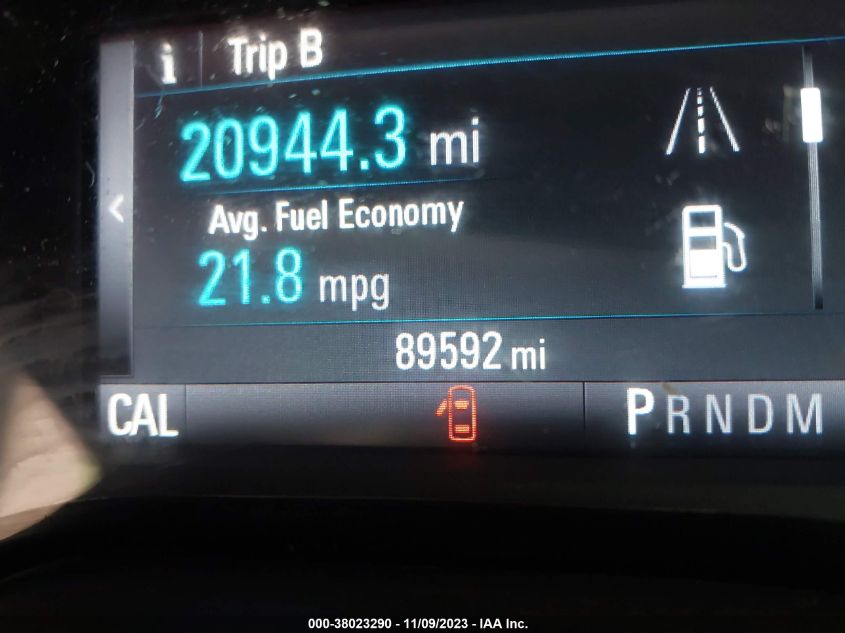 i Trip B
20944.3 mi
<
Avg. Fuel Economy
21.8 mpg
89592 mi
CAL PRNDM
000-38023290 - 11/09/2023 - IAA Inc.